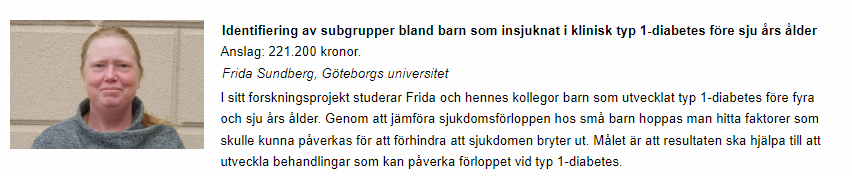 Identifiering av subgrupper bland barn som insjuknat i klinisk typ 1-diabetes före sju års ålder
Anslag: 221.200 kronor.
Frida Sundberg, Göteborgs universitet
I sitt forskningsprojekt studerar Frida och hennes kollegor barn som utvecklat typ 1-diabetes före fyra
och sju års ålder. Genom att jämföra sjukdomsförloppen hos små barn hoppas man hitta faktorer som
skulle kunna påverkas för att förhindra att sjukdomen bryter ut. Målet är att resultaten ska hjälpa till att
utveckla behandlingar som kan påverka förloppet vid typ 1-diabetes.